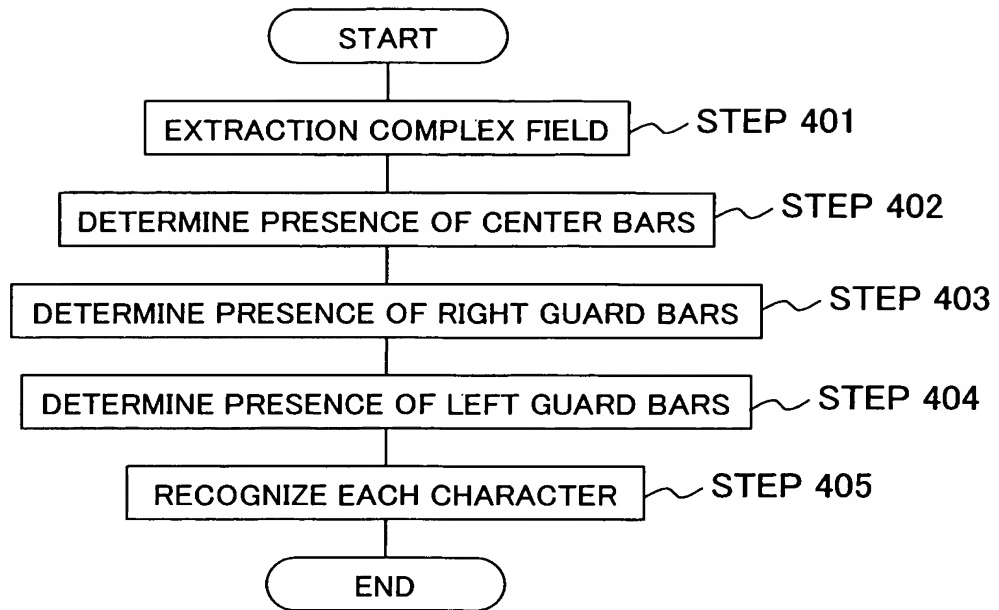 START
EXTRACTION COMPLEX FIELD
STEP 401
DETERMINE PRESENCE OF CENTER BARS
STEP 402
DETERMINE PRESENCE OF RIGHT GUARD BARS
STEP 403
DETERMINE PRESENCE OF LEFT GUARD BARS
STEP 404
RECOGNIZE EACH CHARACTER
STEP 405
END